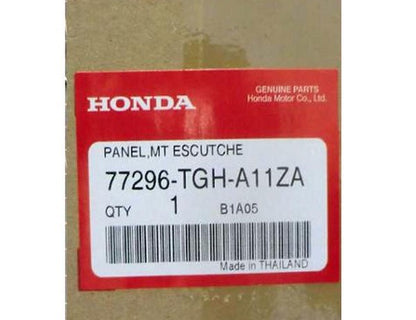 HONDA
GENUINE PARTS
Honda Motor Co., Ltd.
PANEL,MT ESCUTCHE
77296-TGH-A11ZA
QTY 1 B1A05
Made in THAILAND